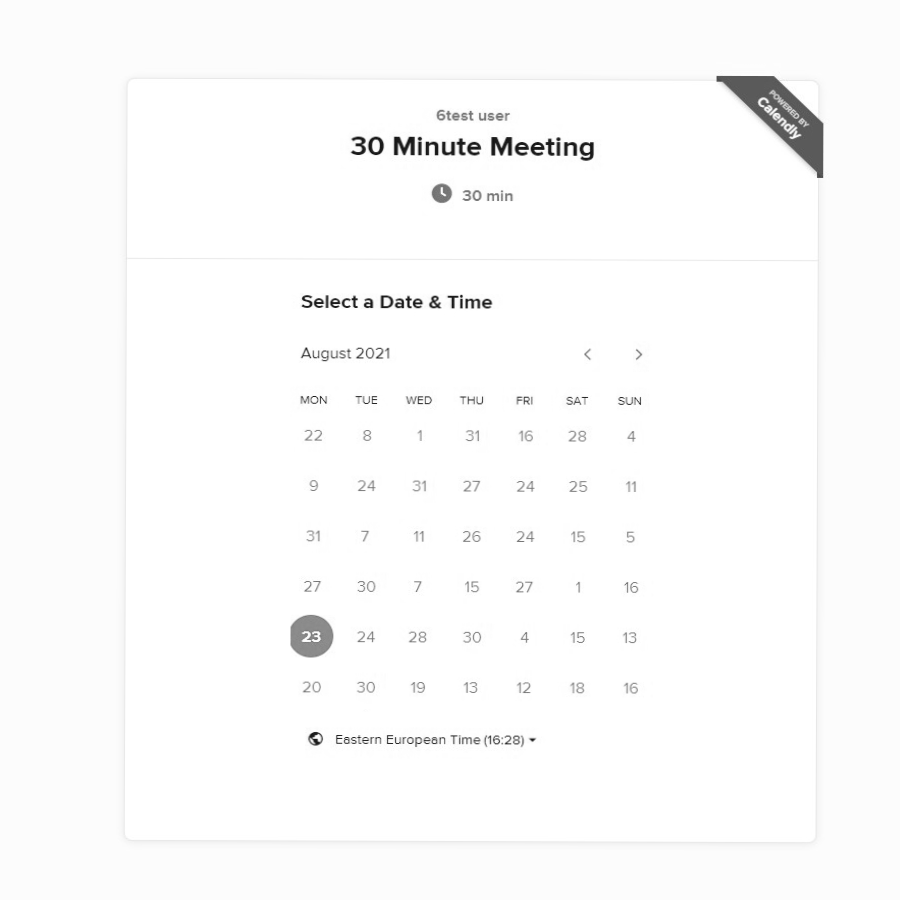 POWERED BY
Calendly
6test user
30 Minute Meeting
30 min
Select a Date & Time
August 2021
MON TUE WED THU FRI SAT SUN
22 8 1 31 16 28 4
9 24 31 27 24 25 11
31 7 11 26 24 15 5
27 30 7 15 27 1 16
23 24 28 30 4 15 13
20 30 19 13 12 18 16
Eastern European Time (16:28)